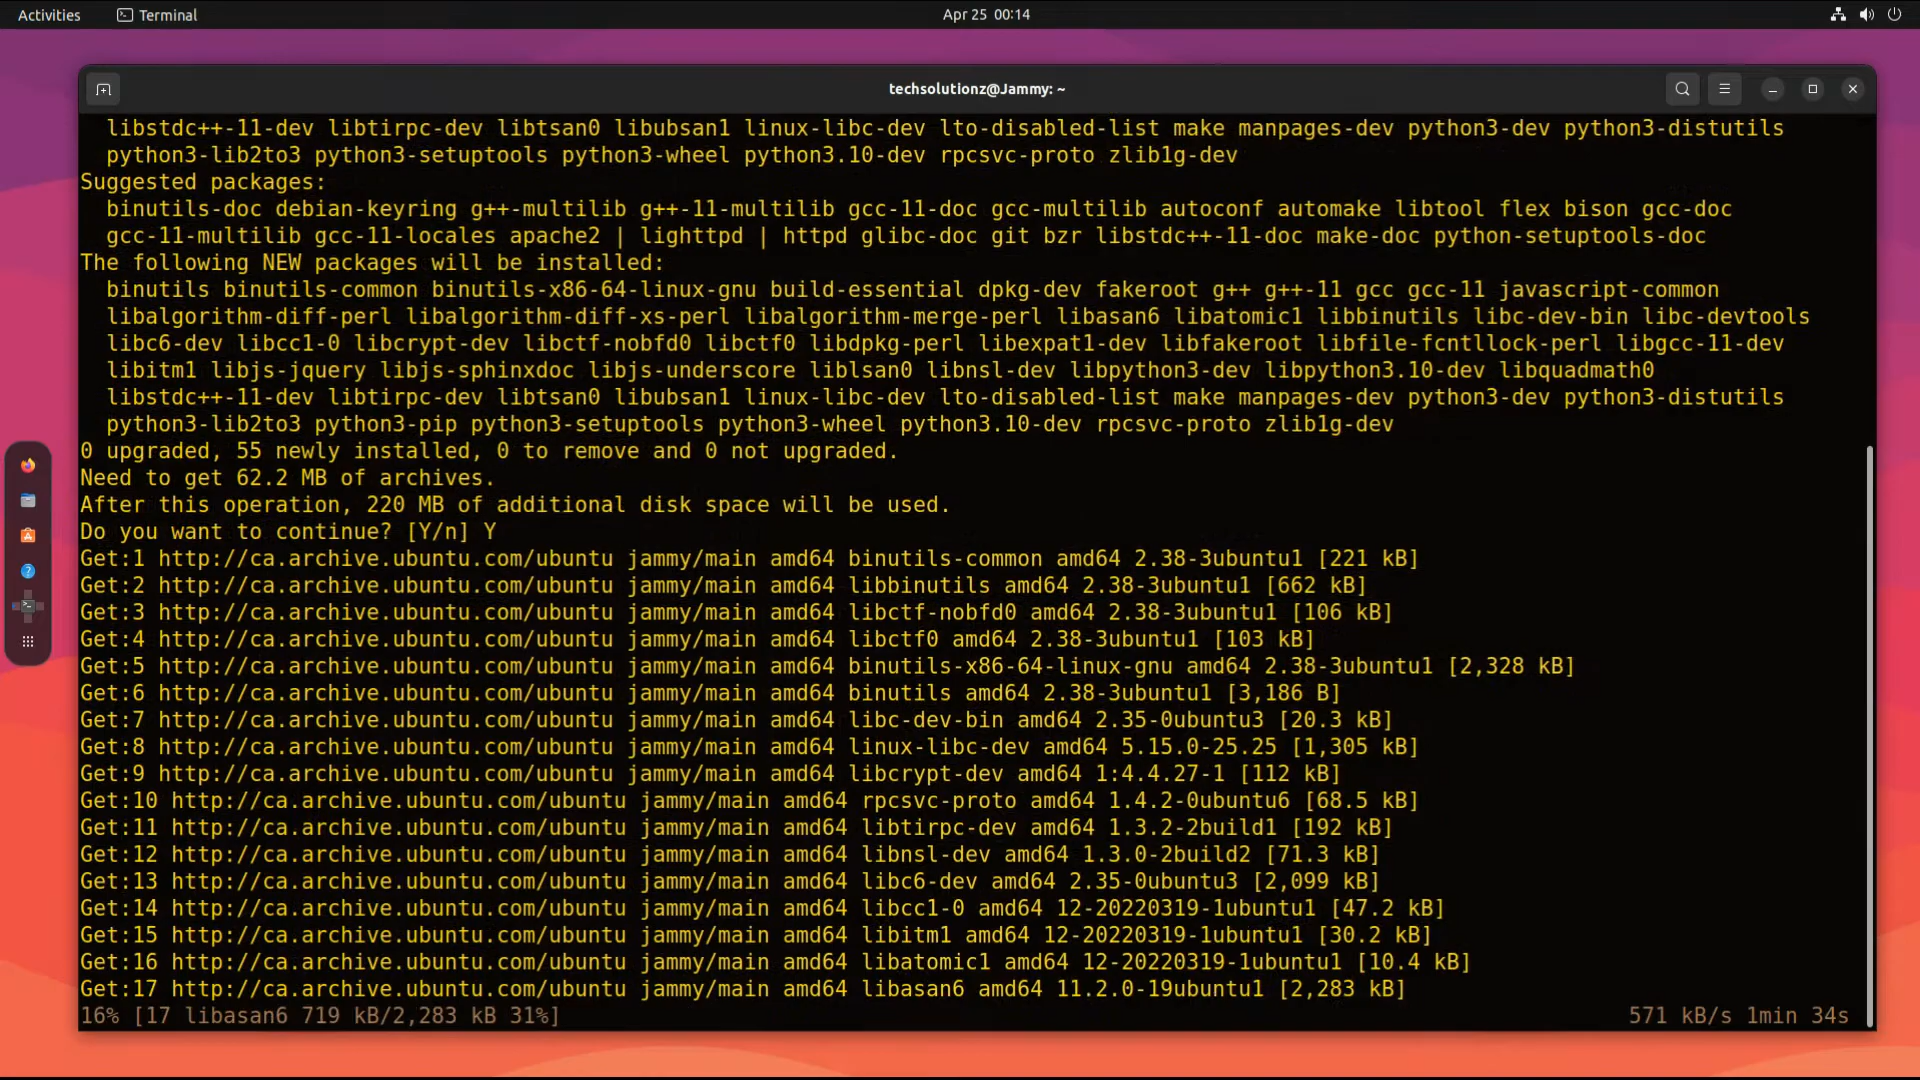 Activities
Terminal
Apr 25 00:14
techsolutionz@Jammy: ~
libstdc++-11-dev libtirpc-dev libtsan0 libubsan1 linux-libc-dev lto-disabled-list make manpages-dev python3-dev python3-distutils
python3-lib2to3 python3-setuptools python3-wheel python3.10-dev rpcsvc-proto zlib1g-dev
Suggested packages:
binutils-doc debian-keyring g++-multilib g++-11-multilib gcc-11-doc gcc-multilib autoconf automake libtool flex bison gcc-doc
gcc-11-multilib gcc-11-locales apache2 | lighttpd | httpd glibc-doc git bzr libstdc++-11-doc make-doc python-setuptools-doc
The following NEW packages will be installed:
binutils binutils-common binutils-x86-64-linux-gnu build-essential dpkg-dev fakeroot g++ g++-11 gcc gcc-11 javascript-common
libalgorithm-diff-perl libalgorithm-diff-xs-perl libalgorithm-merge-perl libasan6 libatomic1 libbinutils libc-dev-bin libc-devtools
libc6-dev libcc1-0 libcrypt-dev libctf-nobfd0 libctf0 libdpkg-perl libexpat1-dev libfakeroot libfile-fcntllock-perl libgcc-11-dev
libitm1 libjs-jquery libjs-sphinxdoc libjs-underscore liblsan0 libnsl-dev libpython3-dev libpython3.10-dev libquadmath0
libstdc++-11-dev libtirpc-dev libtsan0 libubsan1 linux-libc-dev lto-disabled-list make manpages-dev python3-dev python3-distutils
python3-lib2to3 python3-pip python3-setuptools python3-wheel python3.10-dev rpcsvc-proto zlib1g-dev
0 upgraded, 55 newly installed, 0 to remove and 0 not upgraded.
Need to get 62.2 MB of archives.
After this operation, 220 MB of additional disk space will be used.
Do you want to continue? [Y/n] Y
Get:1 http://ca.archive.ubuntu.com/ubuntu jammy/main amd64 binutils-common amd64 2.38-3ubuntu1 [221 kB]
Get:2 http://ca.archive.ubuntu.com/ubuntu jammy/main amd64 libbinutils amd64 2.38-3ubuntu1 [662 kB]
Get:3 http://ca.archive.ubuntu.com/ubuntu jammy/main amd64 libctf-nobfd0 amd64 2.38-3ubuntu1 [106 kB]
Get:4 http://ca.archive.ubuntu.com/ubuntu jammy/main amd64 libctf0 amd64 2.38-3ubuntu1 [103 kB]
Get:5 http://ca.archive.ubuntu.com/ubuntu jammy/main amd64 binutils-x86-64-linux-gnu amd64 2.38-3ubuntu1 [2,328 kB]
Get:6 http://ca.archive.ubuntu.com/ubuntu jammy/main amd64 binutils amd64 2.38-3ubuntu1 [3,186 B]
Get:7 http://ca.archive.ubuntu.com/ubuntu jammy/main amd64 libc-dev-bin amd64 2.35-0ubuntu3 [20.3 kB]
Get:8 http://ca.archive.ubuntu.com/ubuntu jammy/main amd64 linux-libc-dev amd64 5.15.0-25.25 [1,305 kB]
Get:9 http://ca.archive.ubuntu.com/ubuntu jammy/main amd64 libcrypt-dev amd64 1:4.4.27-1 [112 kB]
Get:10 http://ca.archive.ubuntu.com/ubuntu jammy/main amd64 rpcsvc-proto amd64 1.4.2-0ubuntu6 [68.5 kB]
Get:11 http://ca.archive.ubuntu.com/ubuntu jammy/main amd64 libtirpc-dev amd64 1.3.2-2build1 [192 kB]
Get:12 http://ca.archive.ubuntu.com/ubuntu jammy/main amd64 libnsl-dev amd64 1.3.0-2build2 [71.3 kB]
Get:13 http://ca.archive.ubuntu.com/ubuntu jammy/main amd64 libc6-dev amd64 2.35-0ubuntu3 [2,099 kB]
Get:14 http://ca.archive.ubuntu.com/ubuntu jammy/main amd64 libcc1-0 amd64 12-20220319-1ubuntu1 [47.2 kB]
Get:15 http://ca.archive.ubuntu.com/ubuntu jammy/main amd64 libitm1 amd64 12-20220319-1ubuntu1 [30.2 kB]
Get:16 http://ca.archive.ubuntu.com/ubuntu jammy/main amd64 libatomic1 amd64 12-20220319-1ubuntu1 [10.4 kB]
Get:17 http://ca.archive.ubuntu.com/ubuntu jammy/main amd64 libasan6 amd64 11.2.0-19ubuntu1 [2,283 kB]
16% [17 libasan6 719 kB/2,283 kB 31%] 571 kB/s 1min 34s